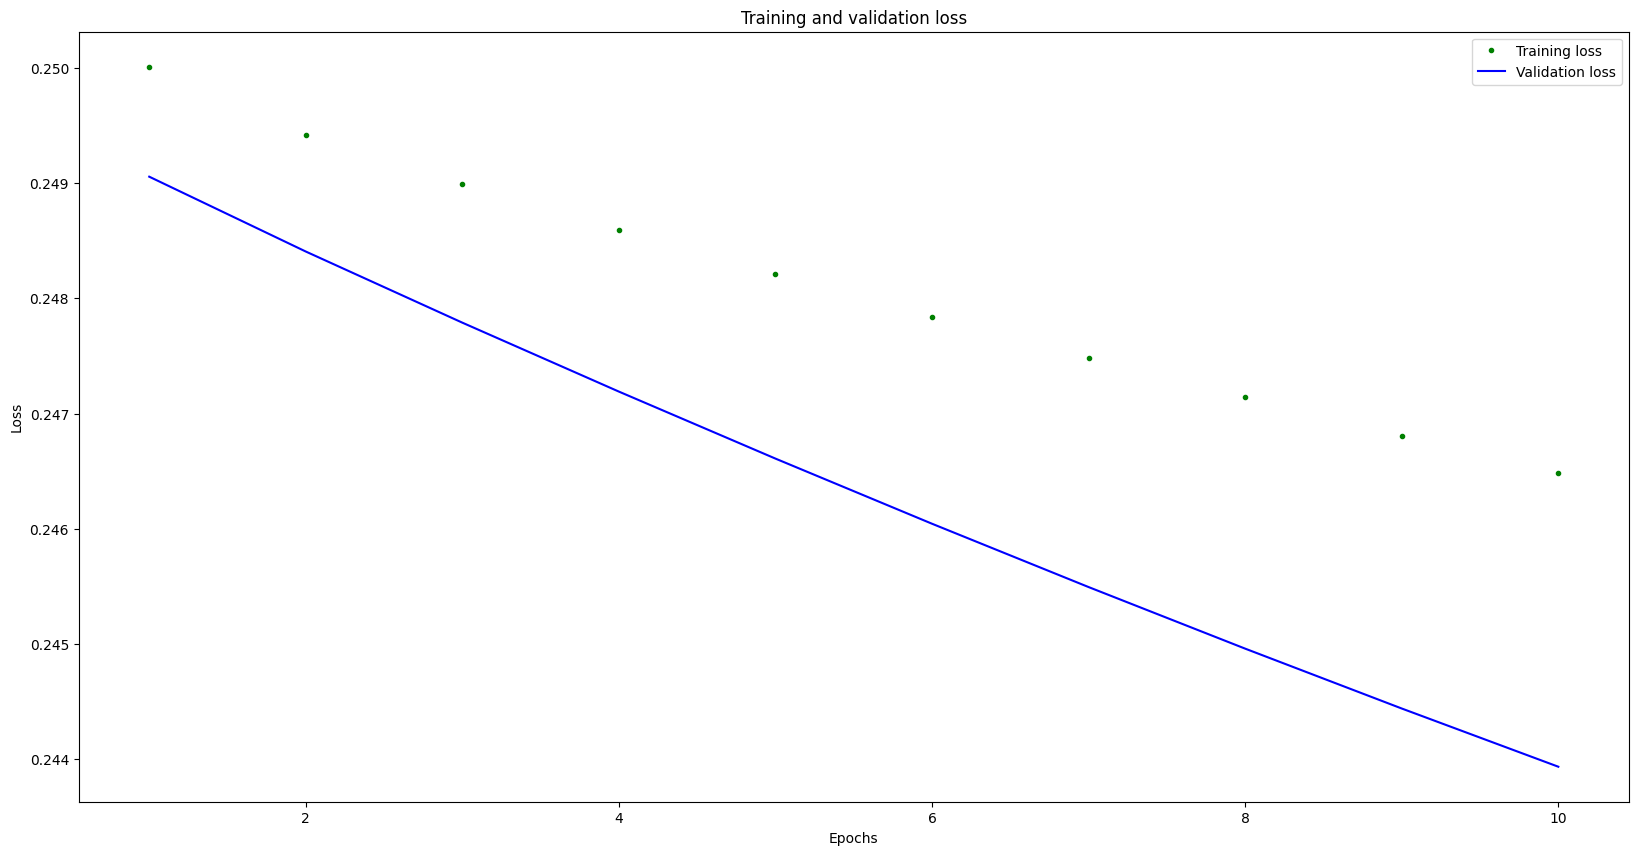 Training and validation loss
Training loss
Validation loss
0.250
0.249
0.248
0.247
0.246
0.245
0.244
Loss
2 4 6 8 10
Epochs